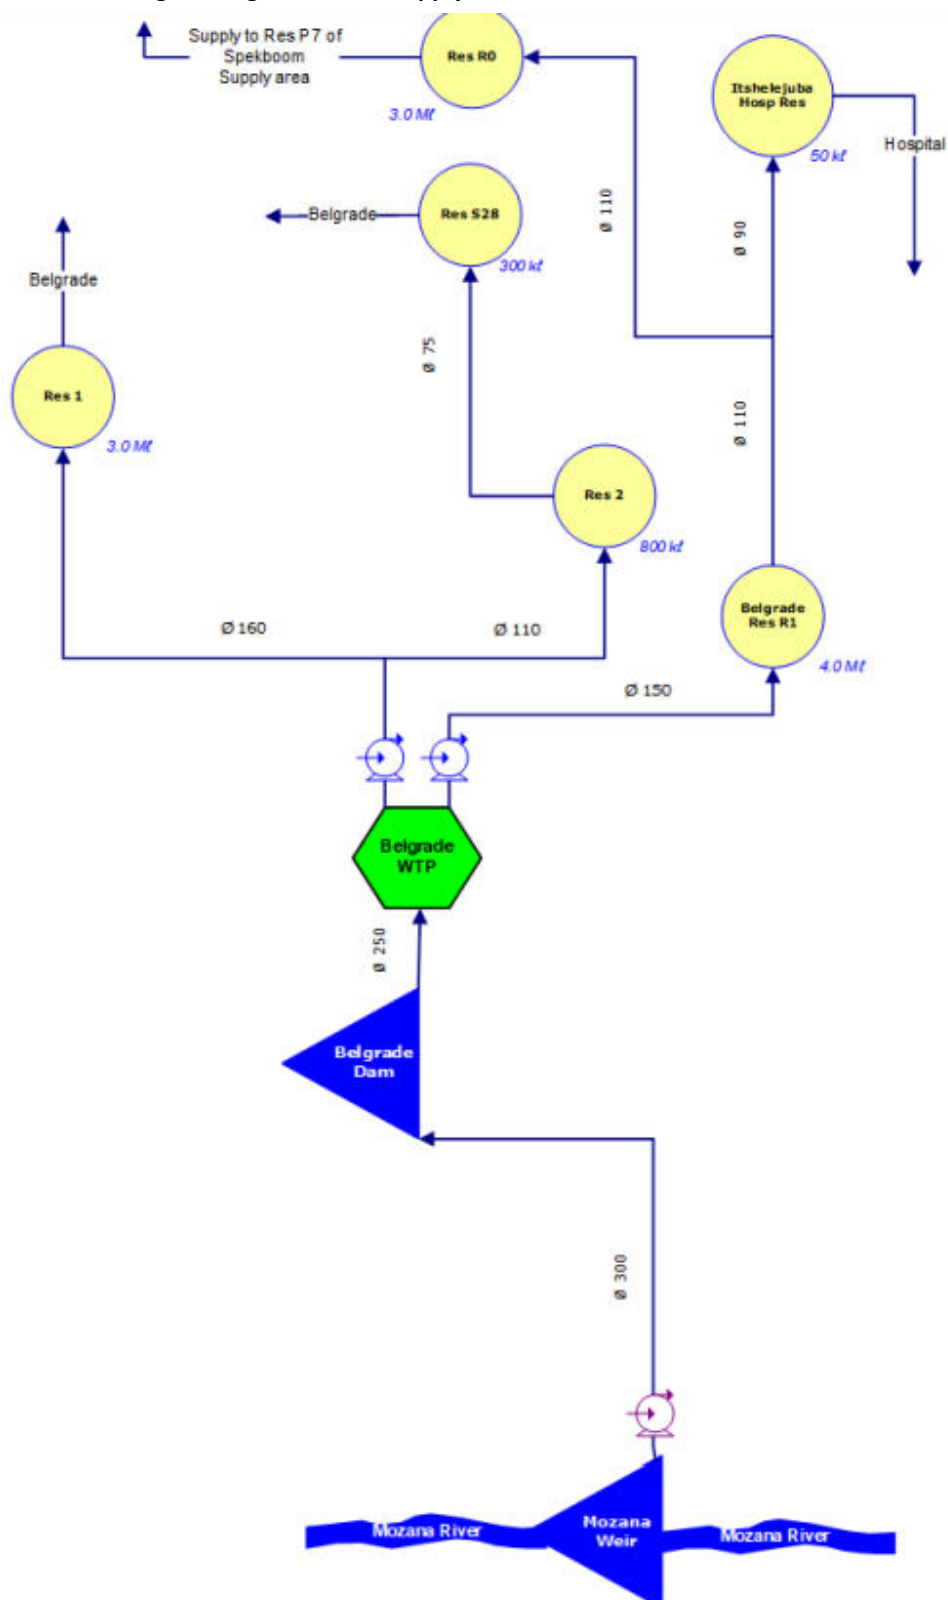 Supply to Res P7 of
Spekboom
Supply area
Res R0
3.0 Mℓ
Itshelejuba
Hosp Res
50 kℓ
Hospital
Ø 110
Ø 90
Belgrade
Res S28
300 kℓ
Belgrade
Ø 75
Res 1
3.0 Mℓ
Ø 110
Res 2
800 kℓ
Belgrade
Res R1
4.0 Mℓ
Ø 160
Ø 110
Ø 150
Belgrade
WTP
Ø 250
Belgrade
Dam
Ø 300
Mozana River
Mozana
Weir
Mozana River